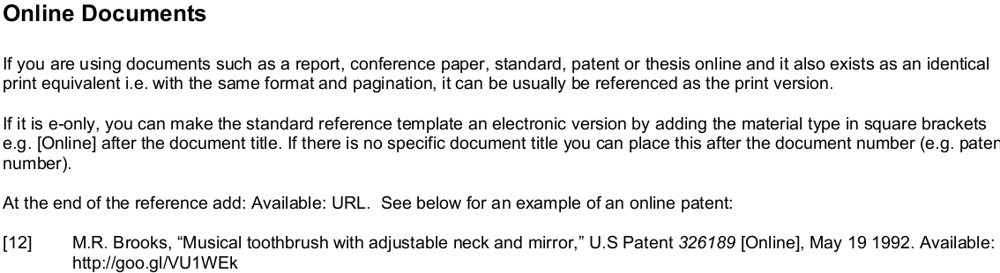 Online Documents
If you are using documents such as a report, conference paper, standard, patent or thesis online and it also exists as an identical
print equivalent i.e. with the same format and pagination, it can be usually be referenced as the print version.
If it is e-only, you can make the standard reference template an electronic version by adding the material type in square brackets
e.g. [Online] after the document title. If there is no specific document title you can place this after the document number (e.g. paten
number).
At the end of the reference add: Available: URL.  See below for an example of an online patent:
[12] M.R. Brooks, “Musical toothbrush with adjustable neck and mirror,” U.S Patent 326189 [Online], May 19 1992. Available:
http://goo.gl/VU1WEk